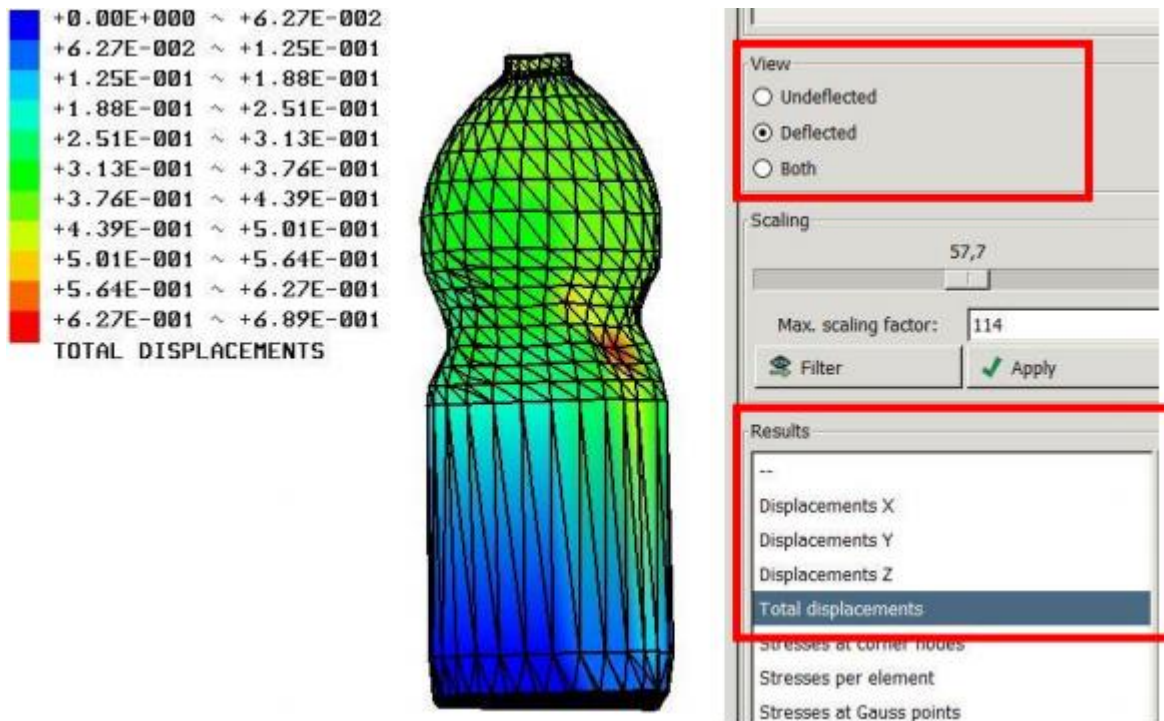 +0.00E+000 ~ +6.27E-002
+6.27E-002 ~ +1.25E-001
+1.25E-001 ~ +1.88E-001
+1.88E-001 ~ +2.51E-001
+2.51E-001 ~ +3.13E-001
+3.13E-001 ~ +3.76E-001
+3.76E-001 ~ +4.39E-001
+4.39E-001 ~ +5.01E-001
+5.01E-001 ~ +5.64E-001
+5.64E-001 ~ +6.27E-001
+6.27E-001 ~ +6.89E-001
TOTAL DISPLACEMENTS
View
Undeflected
Deflected
Both
Scaling
57,7
Max. scaling factor: 114
Filter Apply
Results
--
Displacements X
Displacements Y
Displacements Z
Total displacements
Stresses at corner nodes
Stresses per element
Stresses at Gauss points